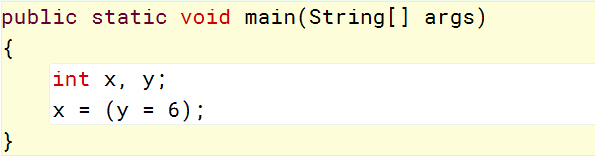 public static void main(String[] args)
{
int x, y;
x = (y = 6);
}